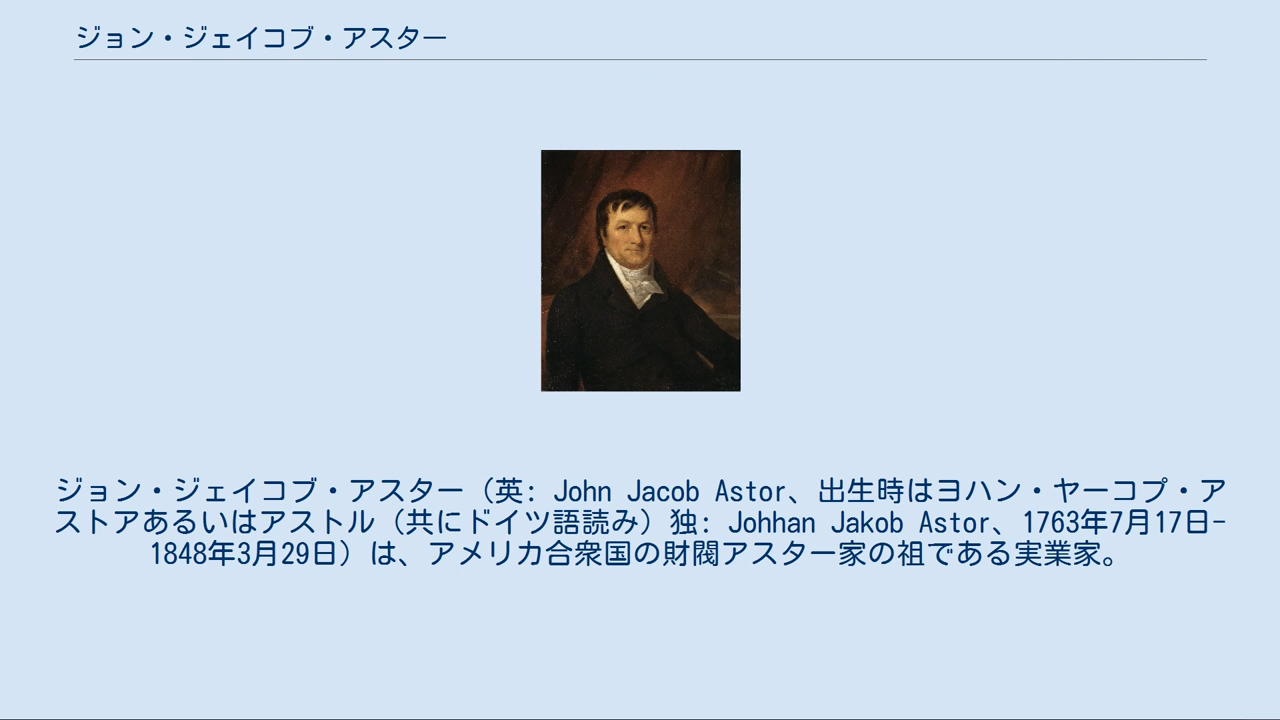 ジョン・ジェイコブ・アスター
ジョン・ジェイコブ・アスター（英: John Jacob Astor、出生時はヨハン・ヤーコプ・ア
ストアあるいはアストル（共にドイツ語読み）独: Johhan Jakob Astor、1763年7月17日-
1848年3月29日）は、アメリカ合衆国の財閥アスター家の祖である実業家。